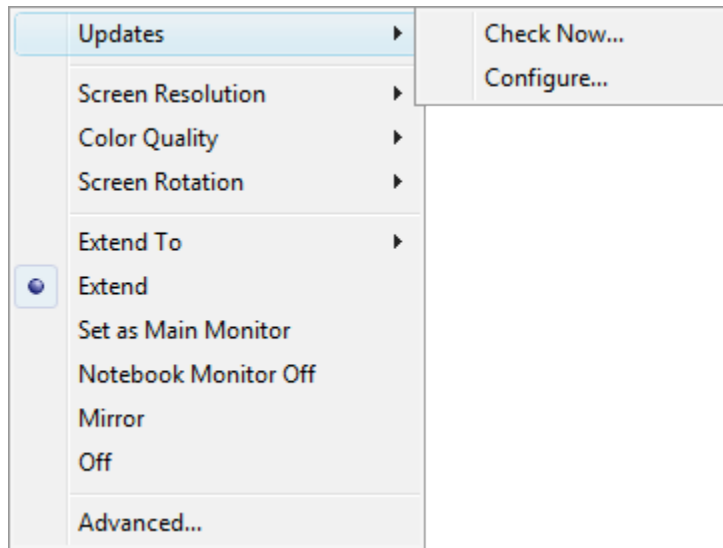 Updates
Check Now...
Configure...
Screen Resolution
Color Quality
Screen Rotation
Extend To
Extend
Set as Main Monitor
Notebook Monitor Off
Mirror
Off
Advanced...